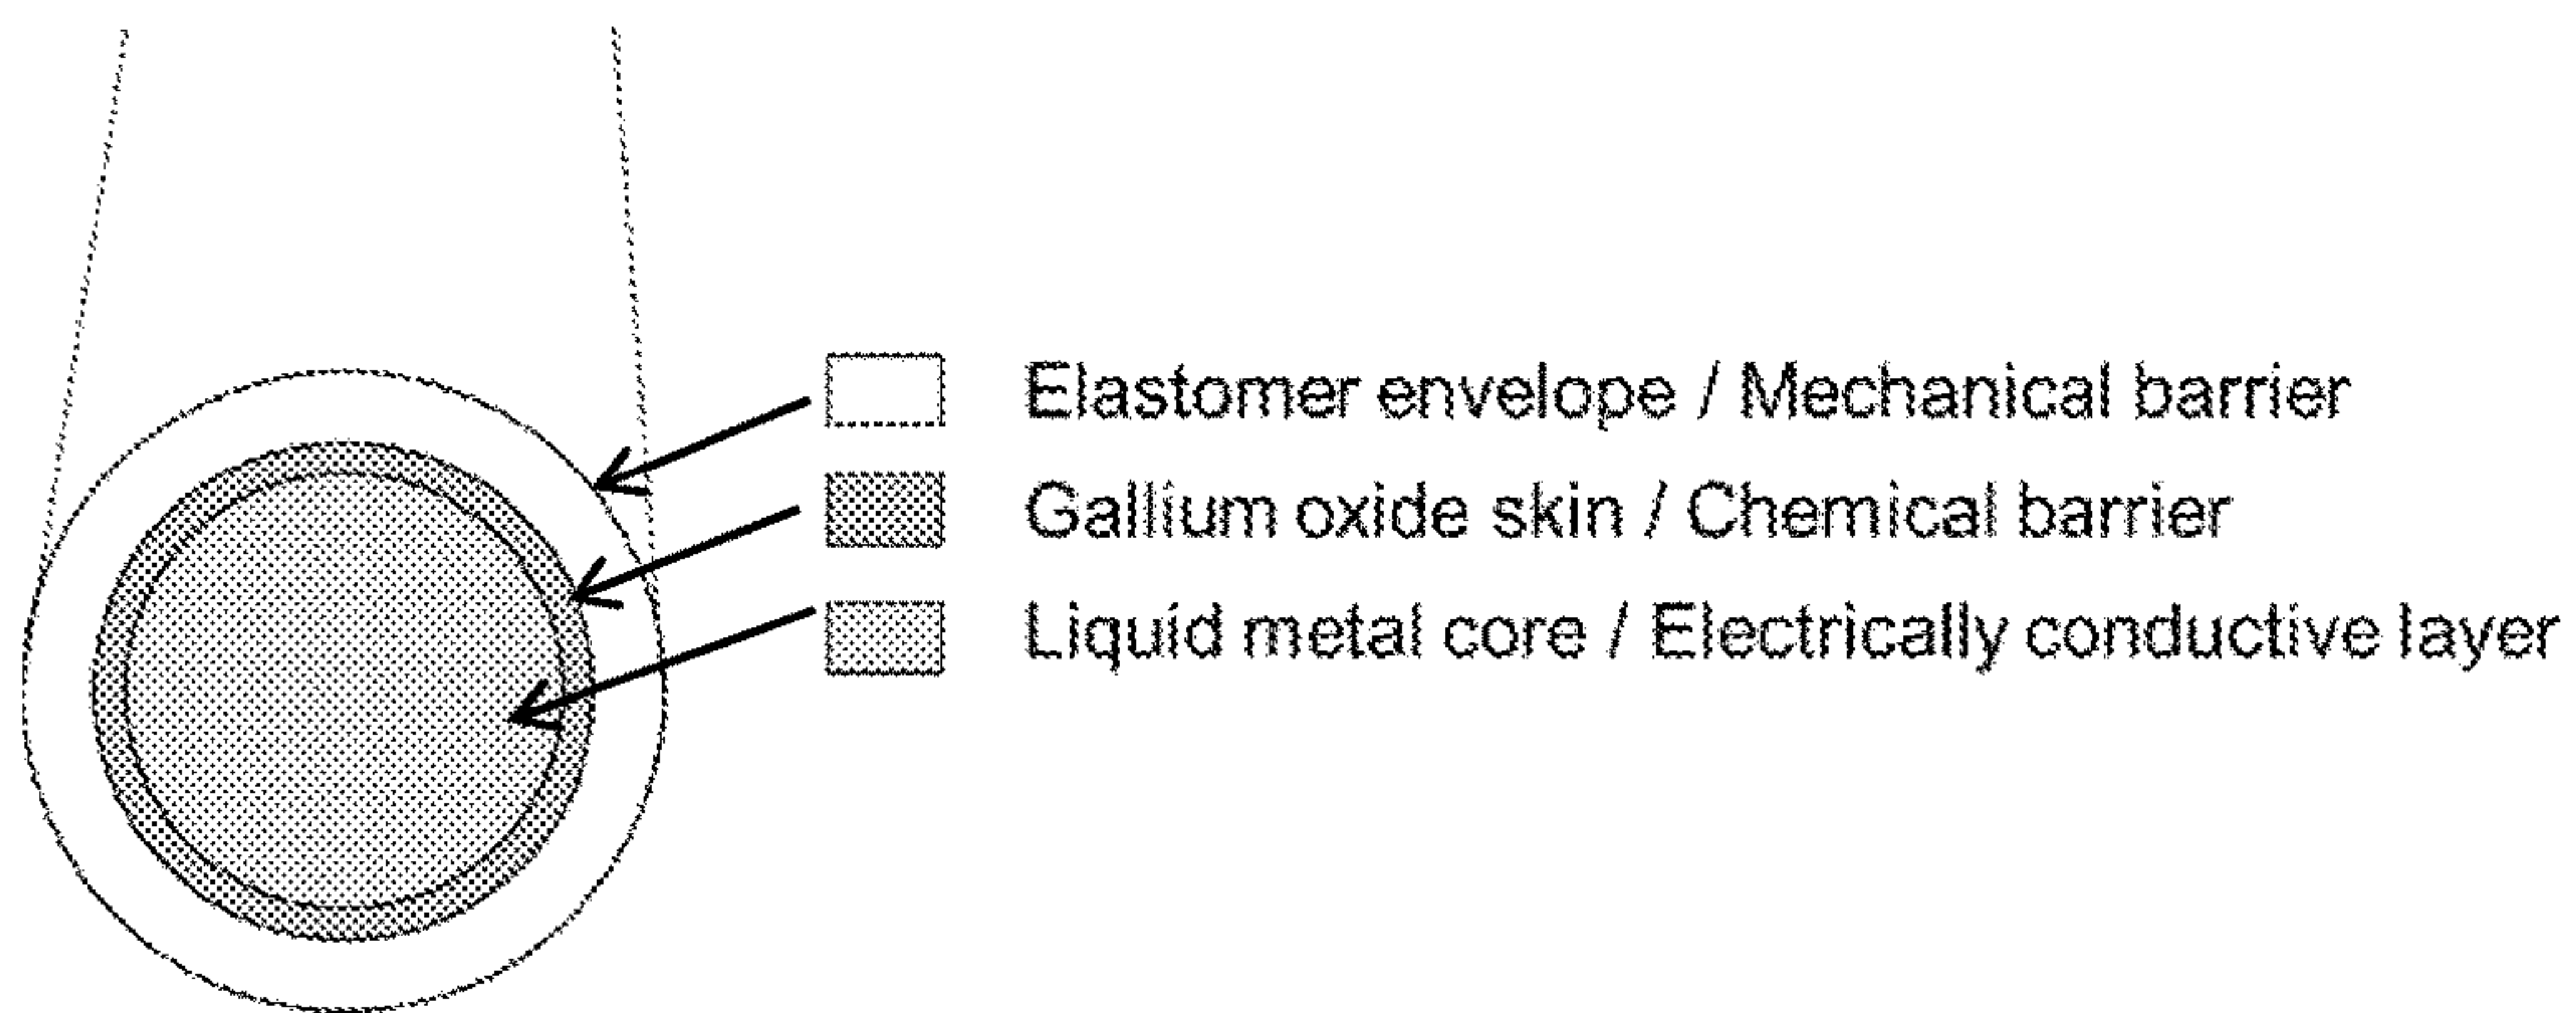 Elastomer envelope / Mechanical barrier
Gallium oxide skin / Chemical barrier
Liquid metal core / Electrically conductive layer